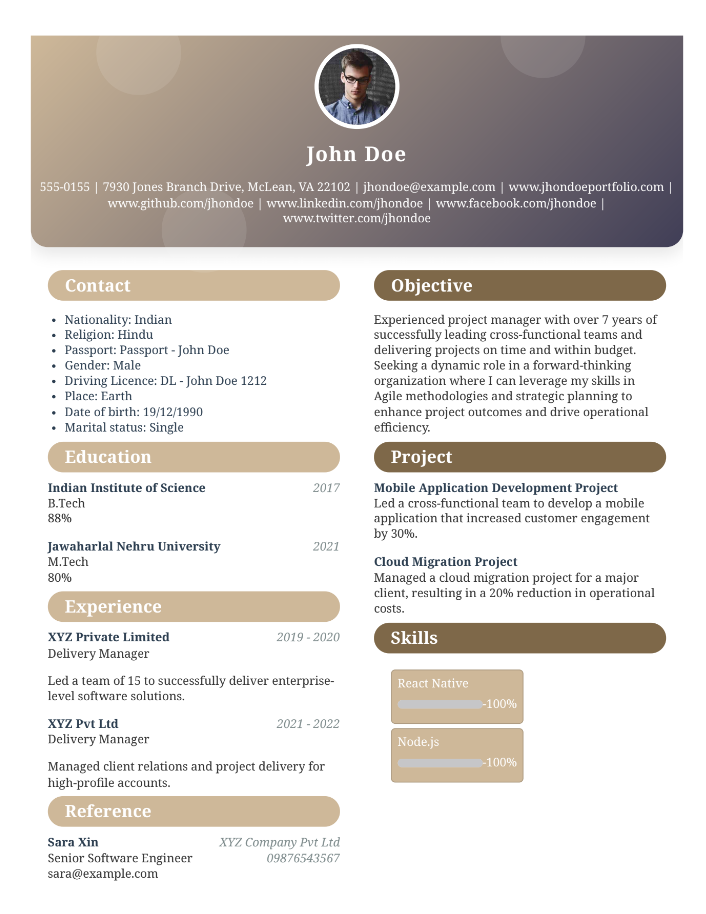 John Doe
555-0155 | 7930 Jones Branch Drive, McLean, VA 22102 | jhondoe@example.com | www.jhondoeportfolio.com |
www.github.com/jhondoe | www.linkedin.com/jhondoe | www.facebook.com/jhondoe |
www.twitter.com/jhondoe
Contact
• Nationality: Indian
• Religion: Hindu
• Passport: Passport - John Doe
• Gender: Male
• Driving Licence: DL - John Doe 1212
• Place: Earth
• Date of birth: 19/12/1990
• Marital status: Single
Education
Indian Institute of Science 2017
B.Tech
88%
Jawaharlal Nehru University 2021
M.Tech
80%
Experience
XYZ Private Limited 2019 - 2020
Delivery Manager
Led a team of 15 to successfully deliver enterprise-
level software solutions.
XYZ Pvt Ltd 2021 - 2022
Delivery Manager
Managed client relations and project delivery for
high-profile accounts.
Reference
Sara Xin XYZ Company Pvt Ltd
Senior Software Engineer 09876543567
sara@example.com
Objective
Experienced project manager with over 7 years of
successfully leading cross-functional teams and
delivering projects on time and within budget.
Seeking a dynamic role in a forward-thinking
organization where I can leverage my skills in
Agile methodologies and strategic planning to
enhance project outcomes and drive operational
efficiency.
Project
Mobile Application Development Project
Led a cross-functional team to develop a mobile
application that increased customer engagement
by 30%.
Cloud Migration Project
Managed a cloud migration project for a major
client, resulting in a 20% reduction in operational
costs.
Skills
React Native
-100%
Node.js
-100%